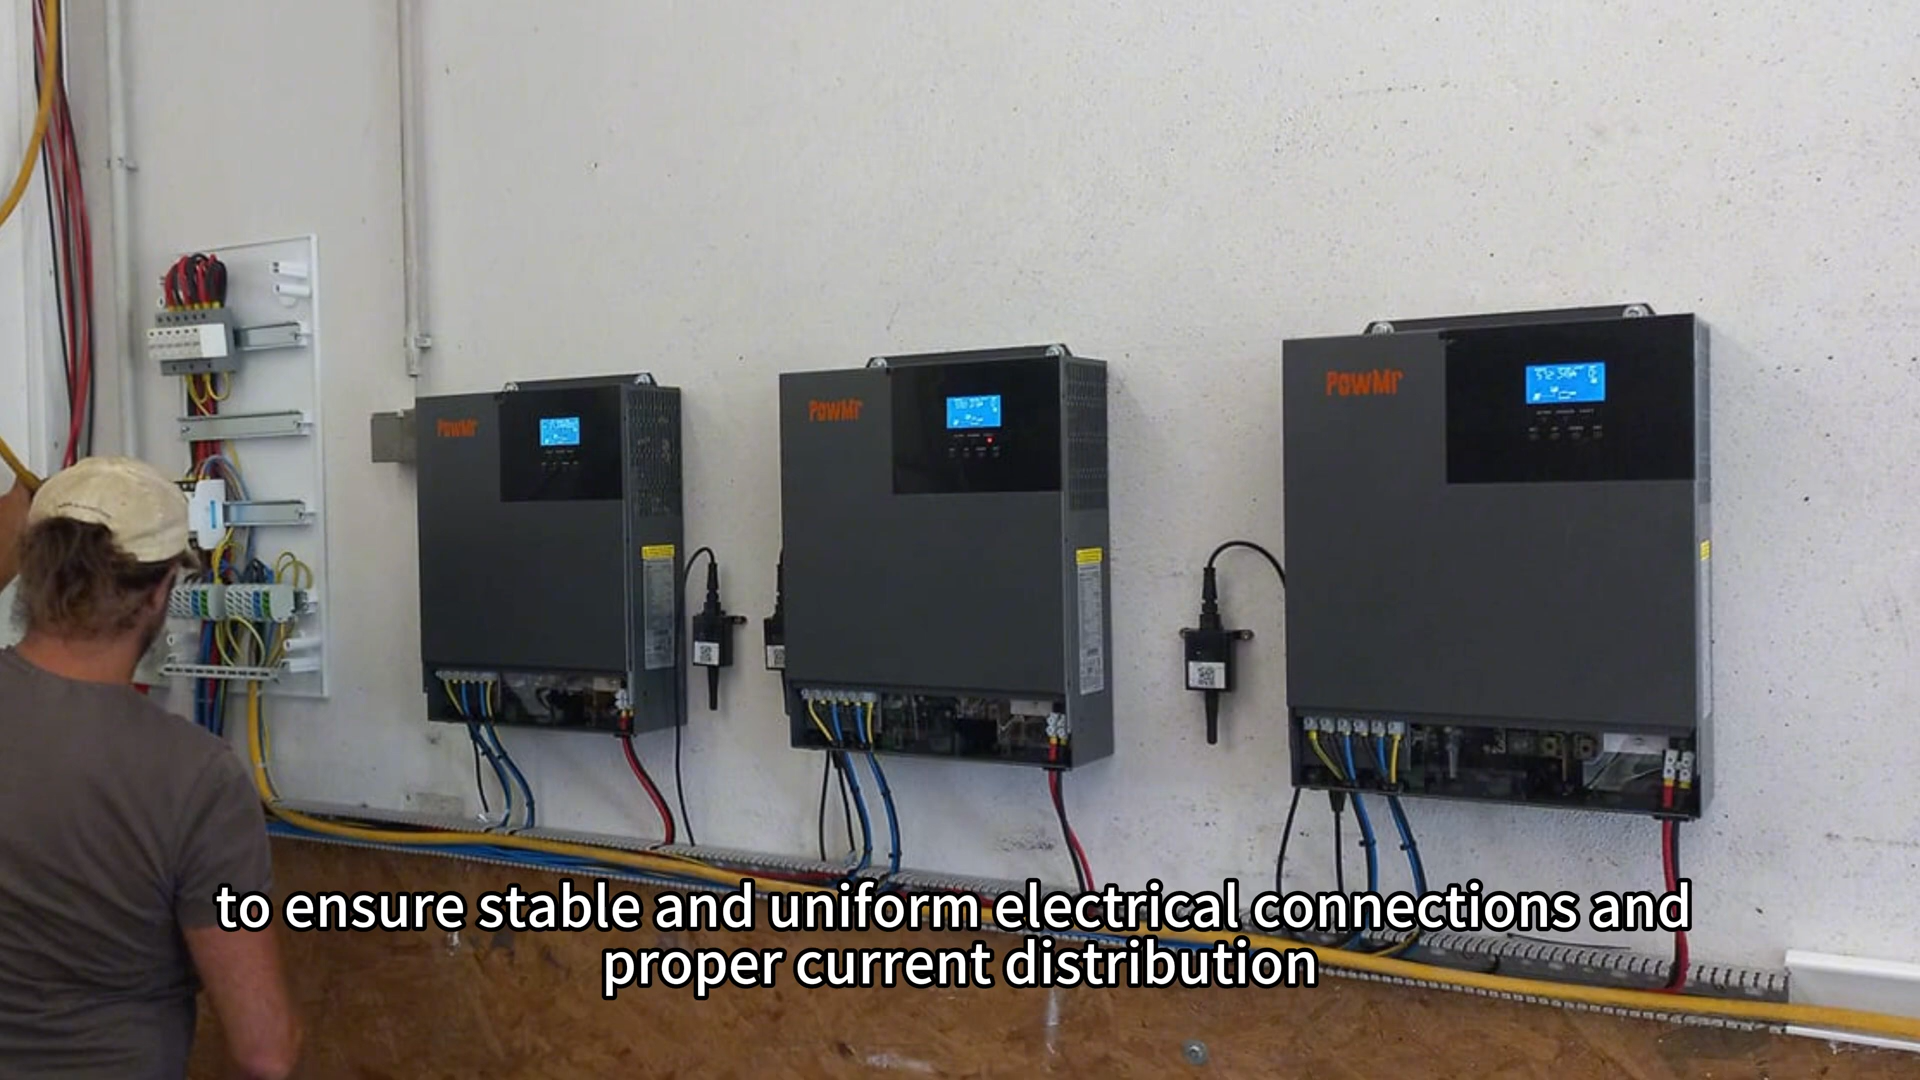 PowMr
PowMr
PowMr
to ensure stable and uniform electrical connections and
proper current distribution